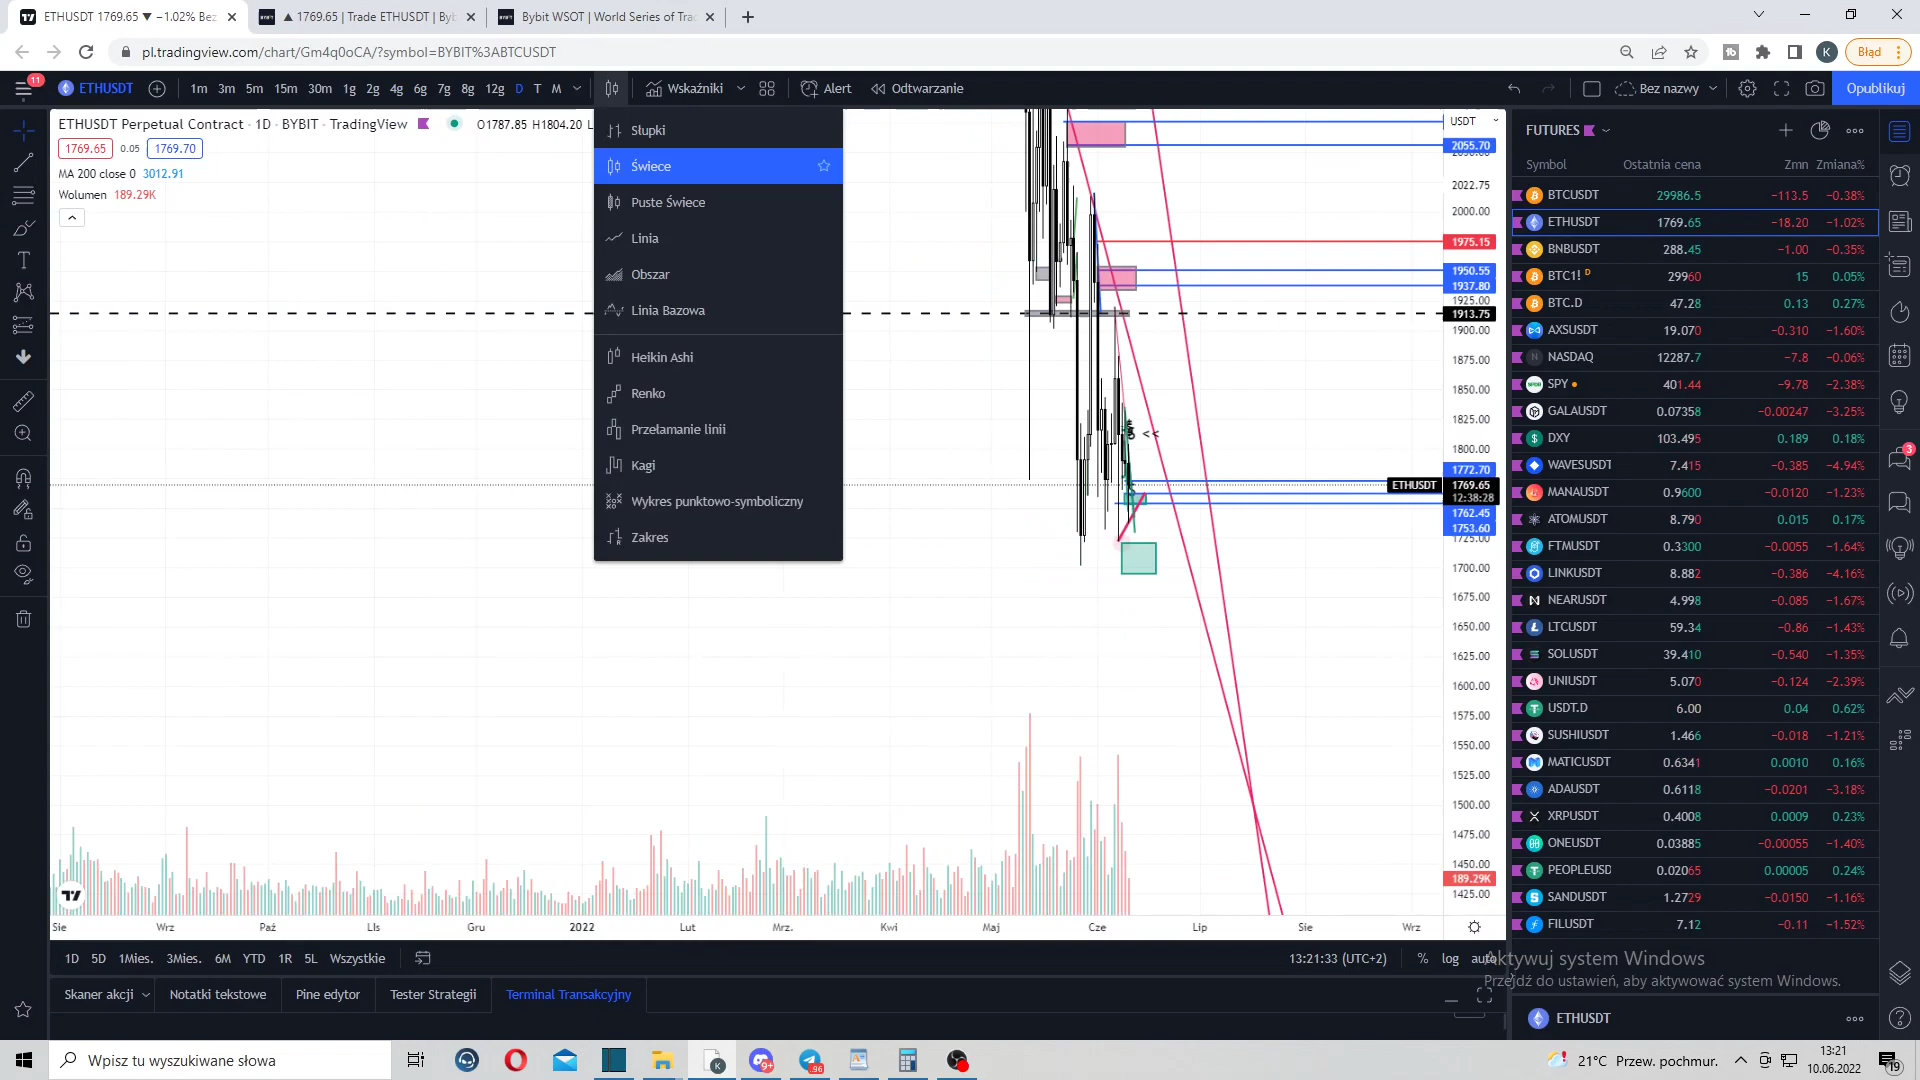 ETHUSDT 1769.65 ▼ −1.02% Bez
▲ 1769.65 | Trade ETHUSDT | Byb
Bybit WSOT | World Series of Tra
pl.tradingview.com/chart/Gm4q0oCA/?symbol=BYBIT%3ABTCUSDT
K
Błąd
11
ETHUSDT
1m 3m 5m 15m 30m 1g 2g 4g 6g 7g 8g 12g D T M
Wskaźniki
Alert
Odtwarzanie
Bez nazwy
Opublikuj
ETHUSDT Perpetual Contract · 1D · BYBIT · TradingView
O1787.85 H1804.20 L
1769.65 0.05 1769.70
MA 200 close 0 3012.91
Wolumen 189.29K
Słupki
Świece
Puste Świece
Linia
Obszar
Linia Bazowa
Heikin Ashi
Renko
Przełamanie linii
Kagi
Wykres punktowo-symboliczny
Zakres
<<
USDT
2055.70
2022.75
2000.00
1975.15
1950.55
1937.80
1925.00
1913.75
1900.00
1875.00
1850.00
1825.00
1800.00
1772.70
ETHUSDT 1769.65
12:38:28
1762.45
1753.60
1725.00
1700.00
1675.00
1650.00
1625.00
1600.00
1575.00
1550.00
1525.00
1500.00
1475.00
1450.00
189.29K
1425.00
Sie Wrz Paź Lls Gru 2022 Lut Mrz. Kwi Maj Cze Lip Sie Wrz
1D 5D 1Mies. 3Mies. 6M YTD 1R 5L Wszystkie
13:21:33 (UTC+2) % log auto
Skaner akcji Notatki tekstowe Pine edytor Tester Strategii Terminal Transakcyjny
FUTURES
Symbol Ostatnia cena Zmn Zmiana%
BTCUSDT 29986.5 −113.5 −0.38%
ETHUSDT 1769.65 −18.20 −1.02%
BNBUSDT 288.45 −1.00 −0.35%
BTC1! D 29960 15 0.05%
BTC.D 47.28 0.13 0.27%
AXSUSDT 19.070 −0.310 −1.60%
NASDAQ 12287.7 −7.8 −0.06%
SPY 401.44 −9.78 −2.38%
GALAUSDT 0.07358 −0.00247 −3.25%
DXY 103.495 0.189 0.18%
WAVESUSDT 7.415 −0.385 −4.94%
MANAUSDT 0.9600 −0.0120 −1.23%
ATOMUSDT 8.790 0.015 0.17%
FTMUSDT 0.3300 −0.0055 −1.64%
LINKUSDT 8.882 −0.386 −4.16%
NEARUSDT 4.998 −0.085 −1.67%
LTCUSDT 59.34 −0.86 −1.43%
SOLUSDT 39.410 −0.540 −1.35%
UNIUSDT 5.070 −0.124 −2.39%
USDT.D 6.00 0.04 0.62%
SUSHIUSDT 1.466 −0.018 −1.21%
MATICUSDT 0.6341 0.0010 0.16%
ADAUSDT 0.6118 −0.0201 −3.18%
XRPUSDT 0.4008 0.0009 0.23%
ONEUSDT 0.03885 −0.00055 −1.40%
PEOPLEUSD 0.02065 0.00005 0.24%
SANDUSDT 1.2729 −0.0150 −1.16%
FILUSDT 7.12 −0.11 −1.52%
3
Aktywuj system Windows
Przejdź do ustawień, aby aktywować system Windows.
ETHUSDT
Wpisz tu wyszukiwane słowa
K
9+
96
21°C Przew. pochmur.
13:21
10.06.2022
19